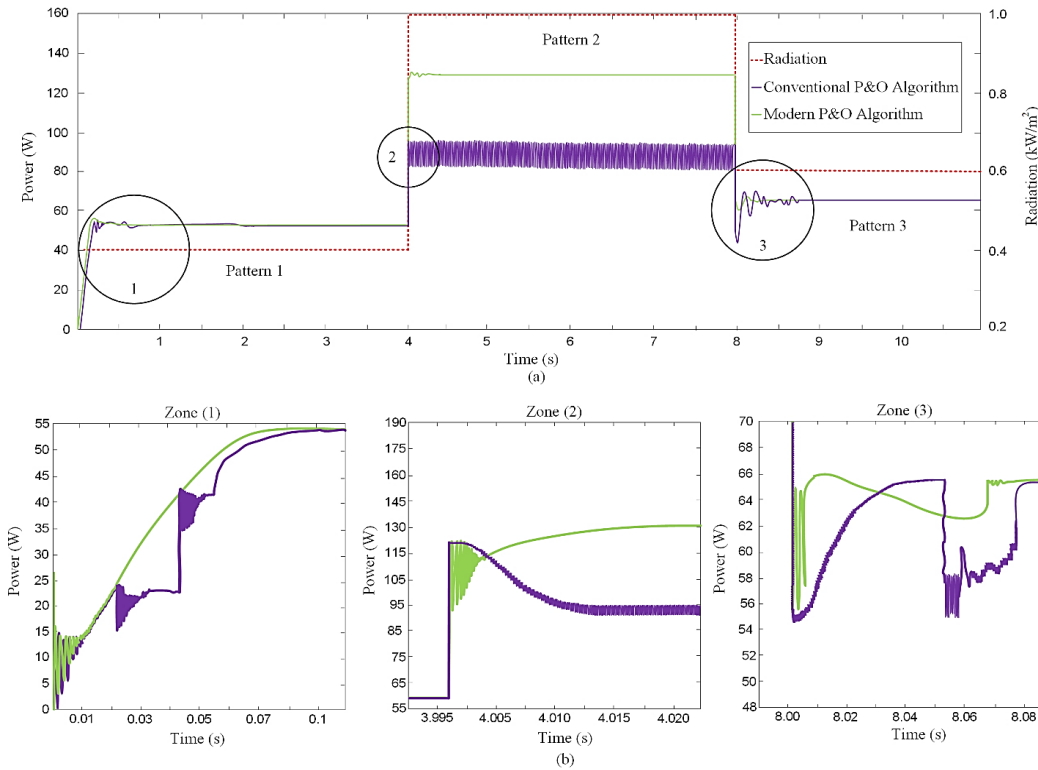 160
140
120
100
80
60
40
20
0
Power (W)
1.0
0.8
0.6
0.4
0.2
Radiation (kW/m²)
Pattern 2
Radiation
Conventional P&O Algorithm
Modern P&O Algorithm
2
1
Pattern 1
3
Pattern 3
1 2 3 4 5 6 7 8 9 10
Time (s)
(a)
Zone (1)
55
50
45
40
35
30
25
20
15
10
5
0
Power (W)
0.01 0.03 0.05 0.07 0.1
Time (s)
Zone (2)
190
179
159
150
130
115
105
95
85
75
59
55
Power (W)
3.995 4.005 4.010 4.015 4.020
Time (s)
(b)
Zone (3)
70
66
64
62
60
58
56
54
52
50
48
Power (W)
8.00 8.02 8.04 8.06 8.08
Time (s)